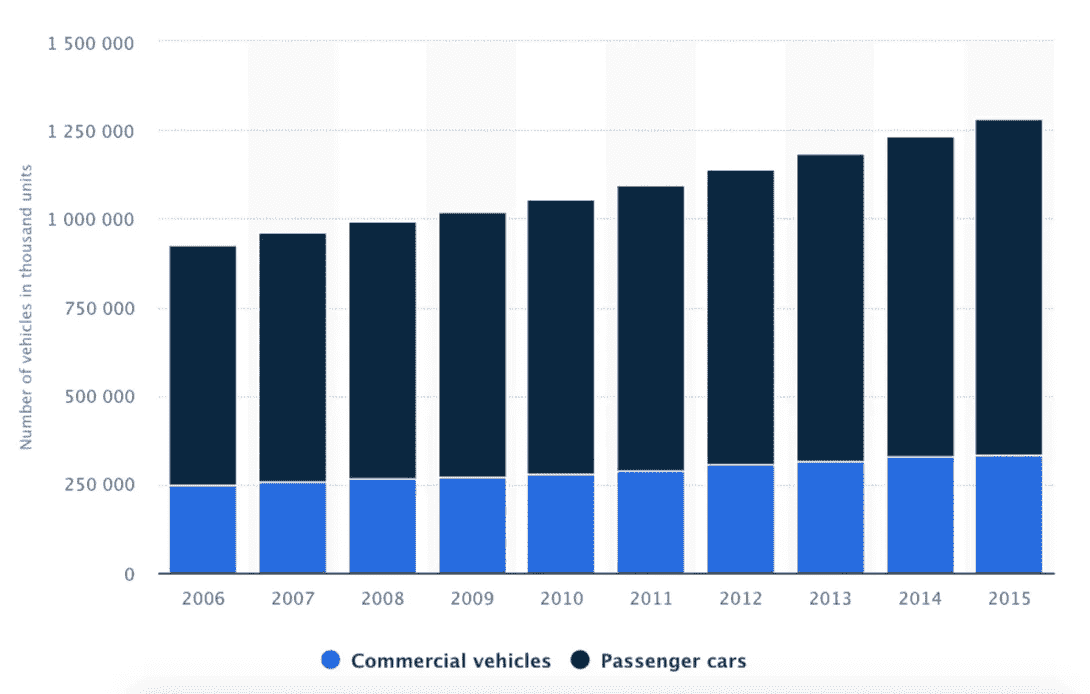 1 500 000
1 250 000
1 000 000
750 000
500 000
250 000
0
Number of vehicles in thousand units
2006 2007 2008 2009 2010 2011 2012 2013 2014 2015
Commercial vehicles Passenger cars